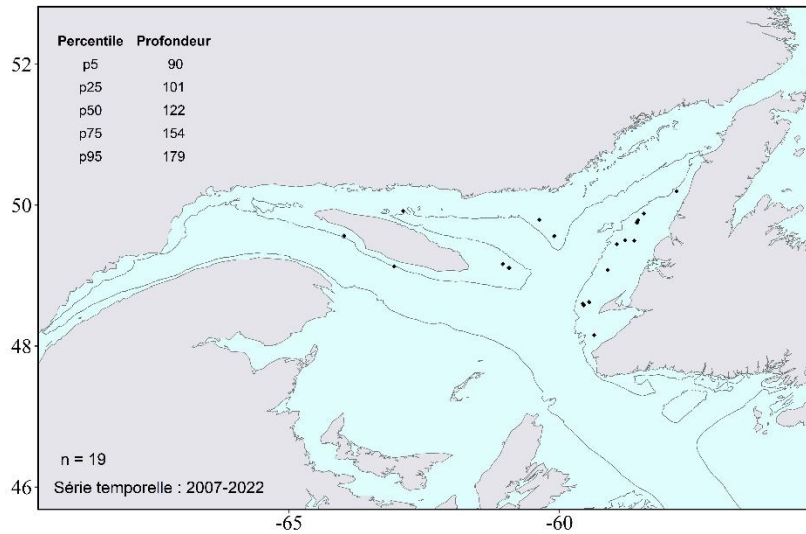 Percentile Profondeur
p5 90
p25 101
p50 122
p75 154
p95 179
52
50
48
46
n = 19
Série temporelle : 2007-2022
-65 -60